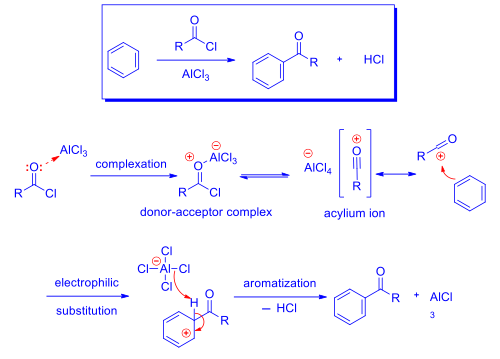 O
R Cl
AlCl3
O
R
+ HCl
AlCl3
:O:
R Cl
complexation
⊕ ⊖
O AlCl3
R Cl
donor-acceptor complex
⊖
AlCl4
⊕
O
R
acylium ion
R O
⊕
electrophilic
substitution
Cl
⊖
Cl Al Cl
Cl
H O
R
⊕
aromatization
– HCl
O
R
+ AlCl
3